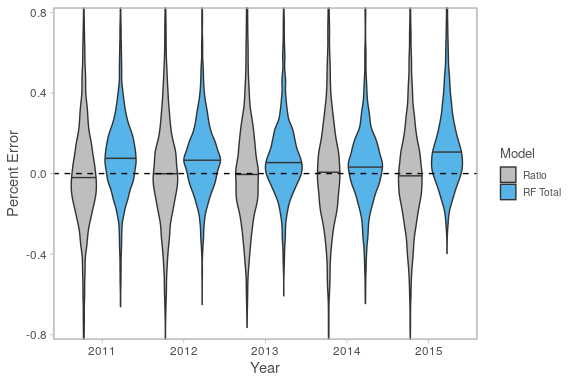 0.8
0.4
0.0
-0.4
-0.8
Percent Error
2011 2012 2013 2014 2015
Year
Model
Ratio
RF Total